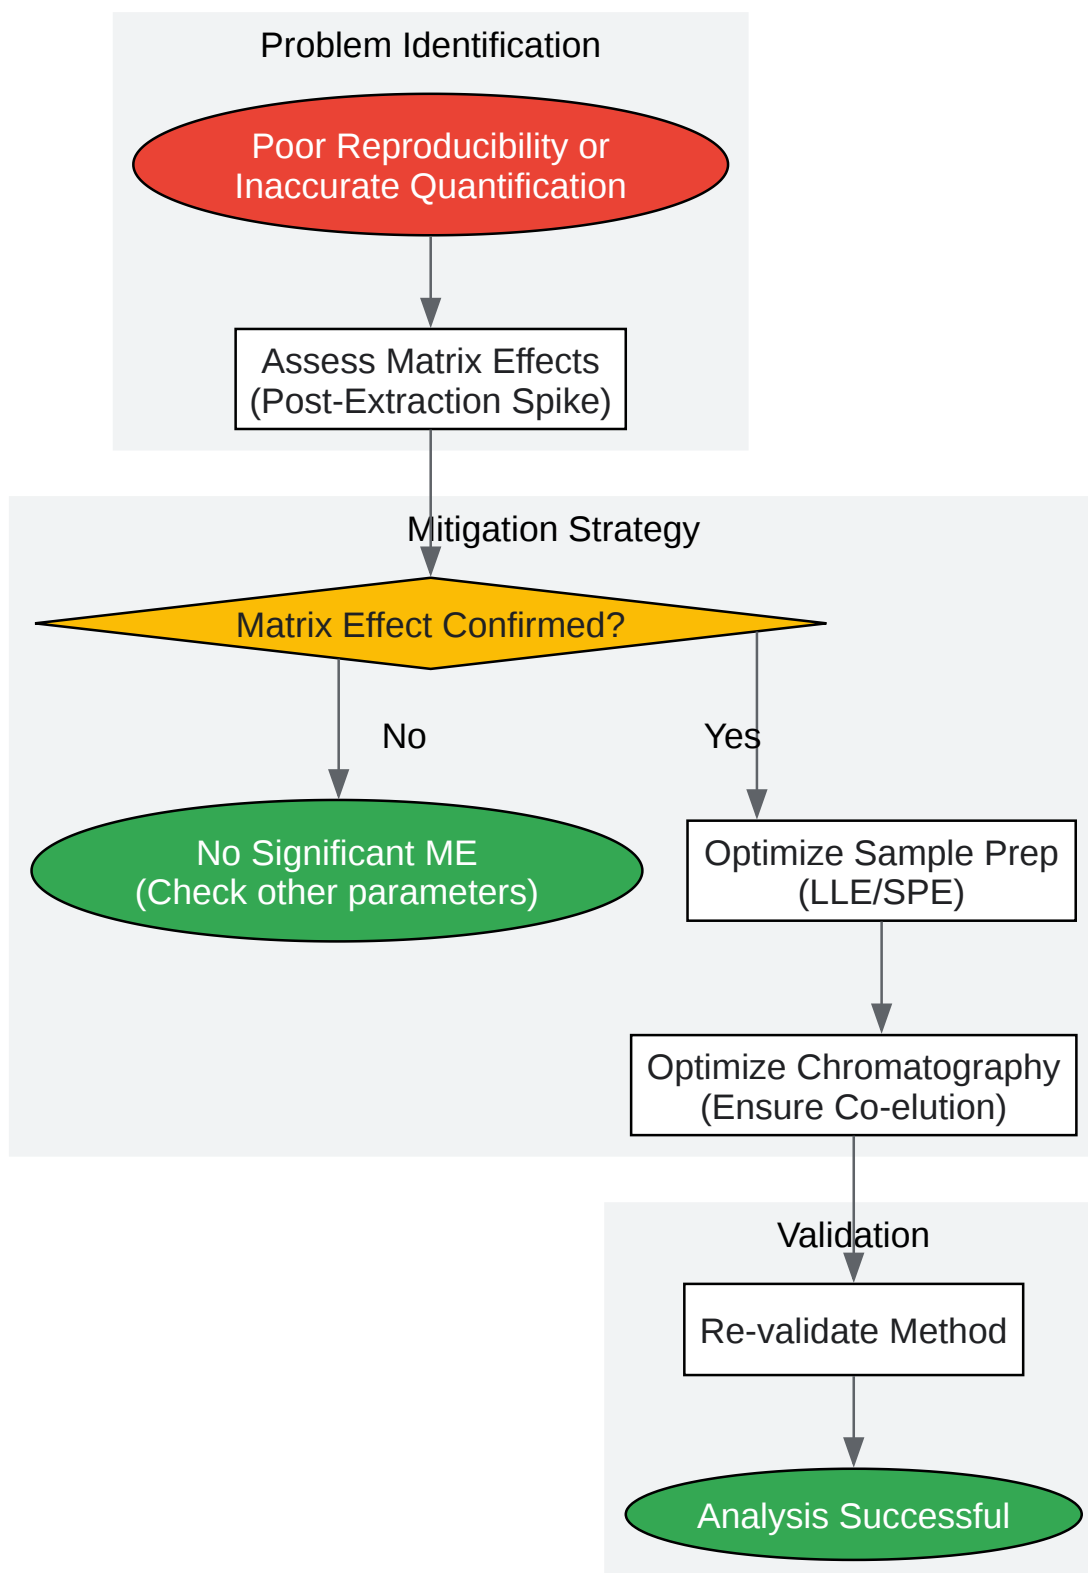 Problem Identification
Poor Reproducibility or
Inaccurate Quantification
Assess Matrix Effects
(Post-Extraction Spike)
Mitigation Strategy
Matrix Effect Confirmed?
No
Yes
No Significant ME
(Check other parameters)
Optimize Sample Prep
(LLE/SPE)
Optimize Chromatography
(Ensure Co-elution)
Validation
Re-validate Method
Analysis Successful